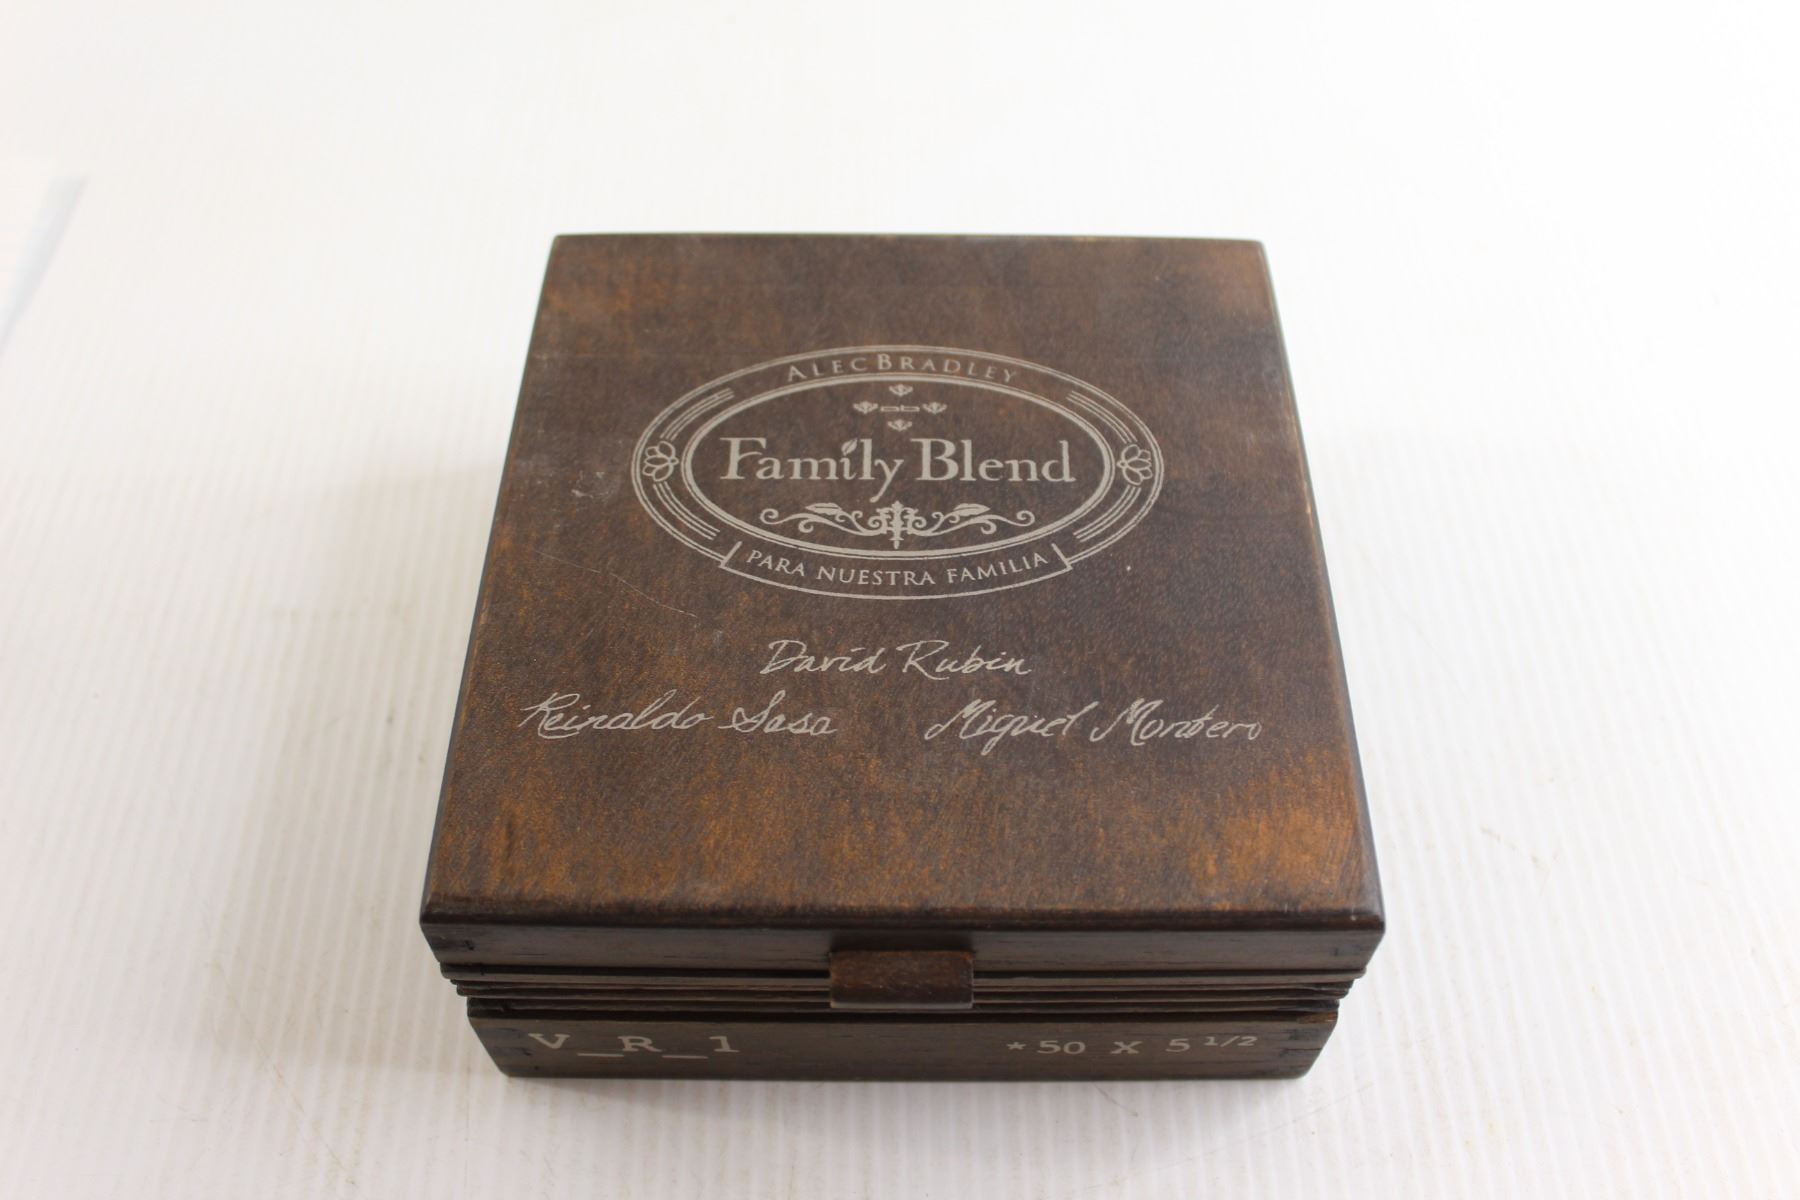 ALEC BRADLEY
Family Blend
PARA NUESTRA FAMILIA
David Rubin
Reinaldo Sosa Miguel Montero
V_R_1 *50 X 5 1/2